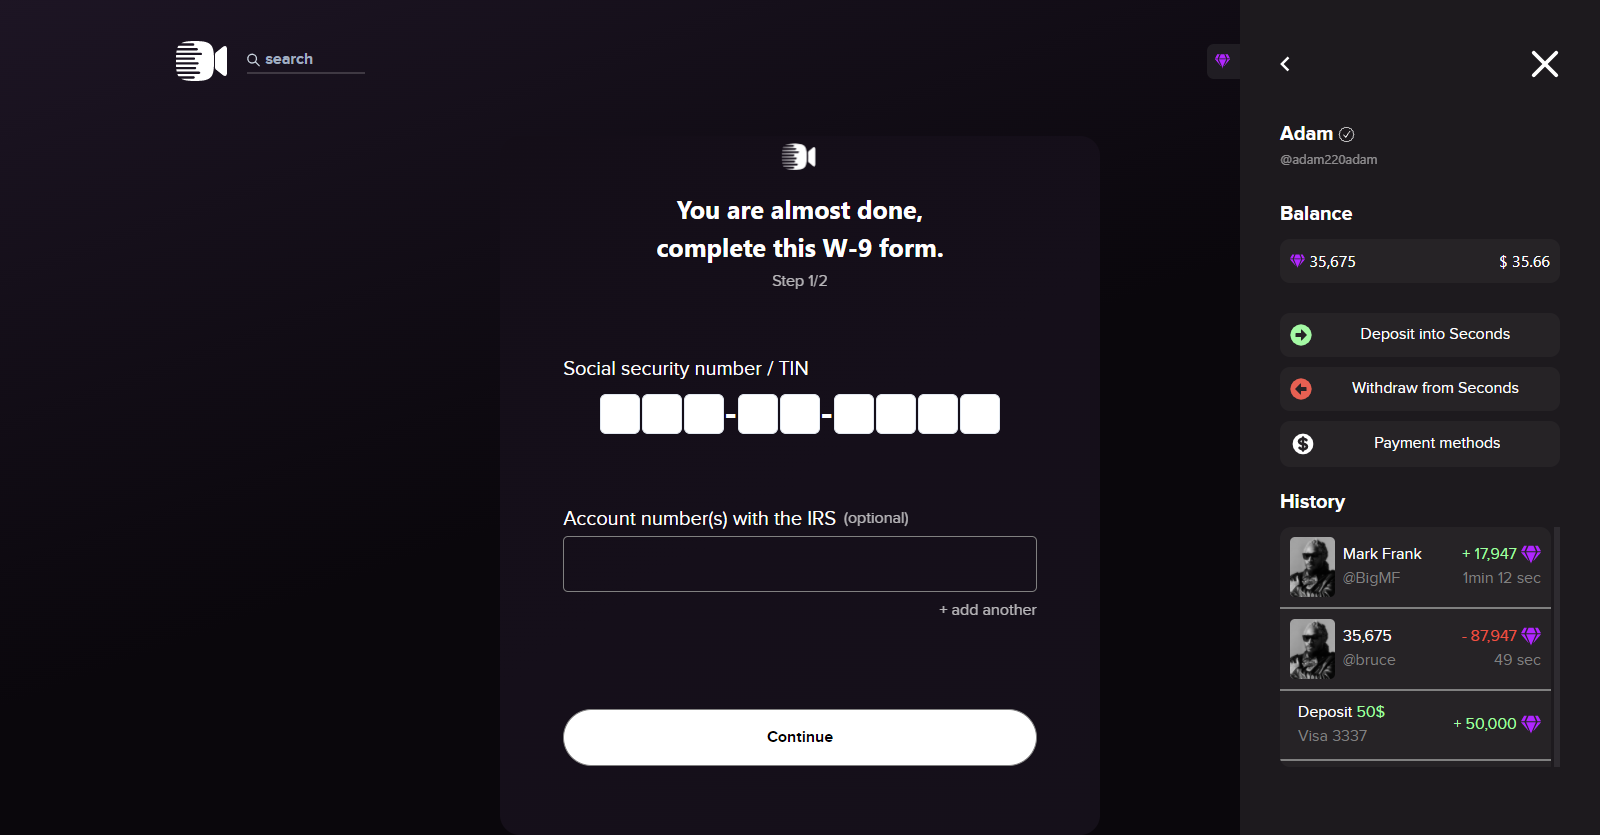 search
You are almost done,
complete this W-9 form.
Step 1/2
Social security number / TIN
- -
Account number(s) with the IRS (optional)
+ add another
Continue
Adam
@adam220adam
Balance
35,675 $ 35.66
Deposit into Seconds
Withdraw from Seconds
Payment methods
History
Mark Frank + 17,947
@BigMF 1min 12 sec
35,675 - 87,947
@bruce 49 sec
Deposit 50$
+ 50,000
Visa 3337